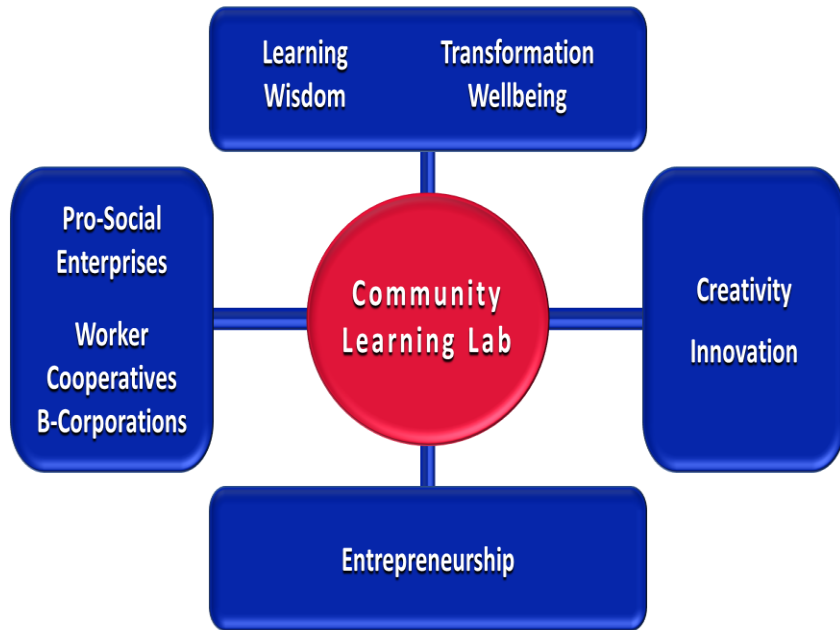 Learning
Wisdom
Transformation
Wellbeing
Pro-Social
Enterprises
Worker
Cooperatives
B-Corporations
Community
Learning Lab
Creativity
Innovation
Entrepreneurship